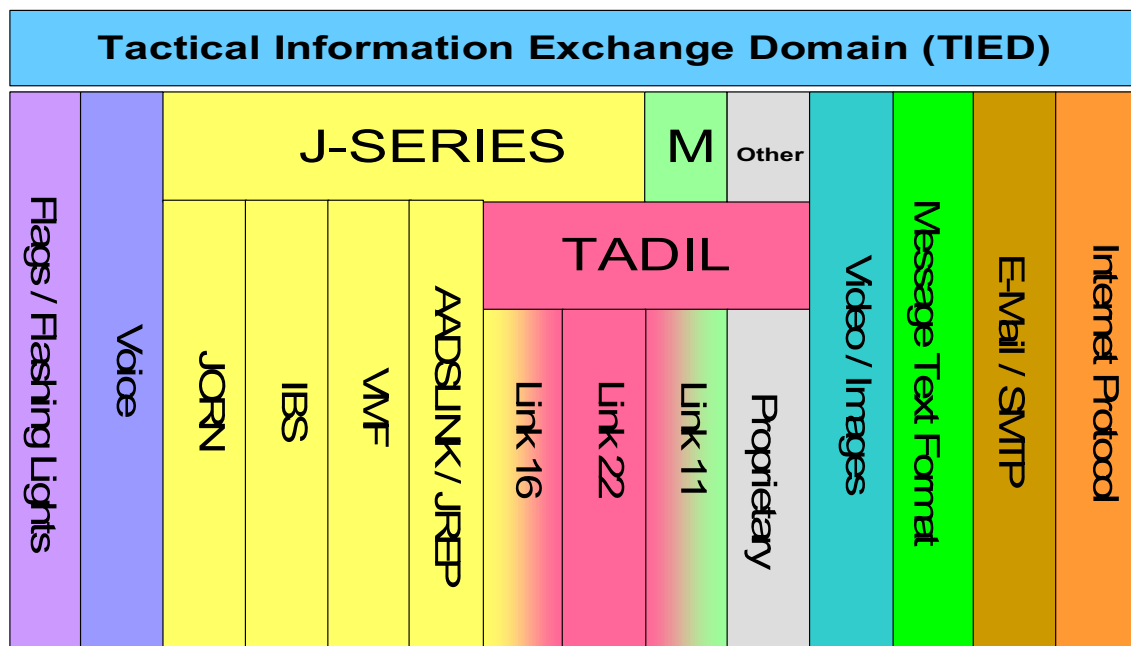 Tactical Information Exchange Domain (TIED)
J-SERIES
M
Other
TADIL
Flags / Flashing Lights
Voice
JORN
IBS
VMF
AADSLINK / JREP
Link 16
Link 22
Link 11
Proprietary
Video / Images
Message Text Format
E-Mail / SMTP
Internet Protocol